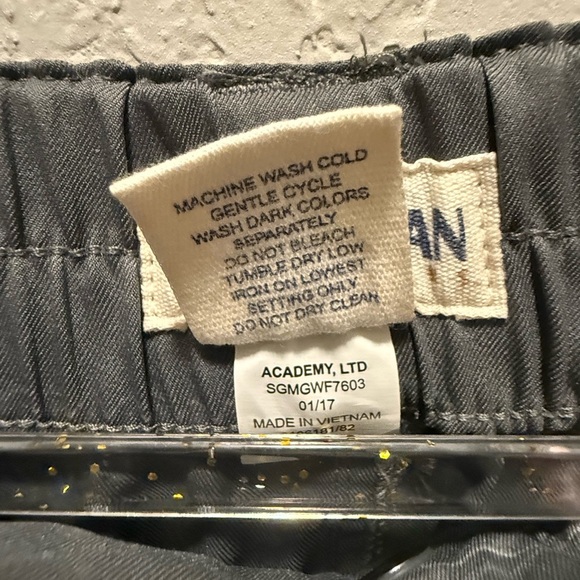 MACHINE WASH COLD
GENTLE CYCLE
WASH DARK COLORS
SEPARATELY
DO NOT BLEACH
TUMBLE DRY LOW
IRON ON LOWEST
SETTING ONLY
DO NOT DRY CLEAN
AN
ACADEMY, LTD
SGMGWF7603
01/17
MADE IN VIETNAM